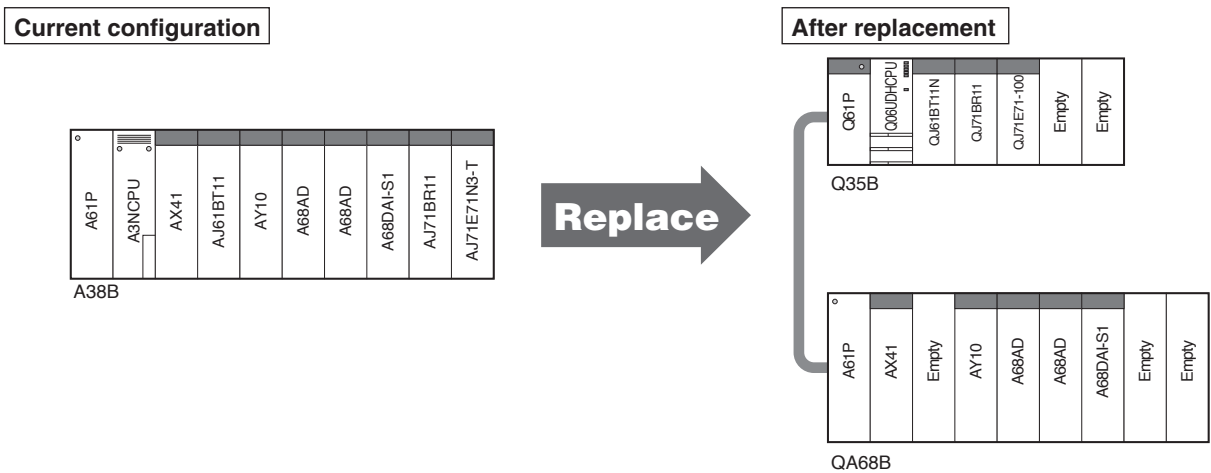 Current configuration
A61P
A3NCPU
AX41
AJ61BT11
AY10
A68AD
A68AD
A68DAI-S1
AJ71BR11
AJ71E71N3-T
A38B
Replace
After replacement
Q61P
Q06UDHCPU
QJ61BT11N
QJ71BR11
QJ71E71-100
Empty
Empty
Q35B
A61P
AX41
Empty
AY10
A68AD
A68AD
A68DAI-S1
Empty
Empty
QA68B